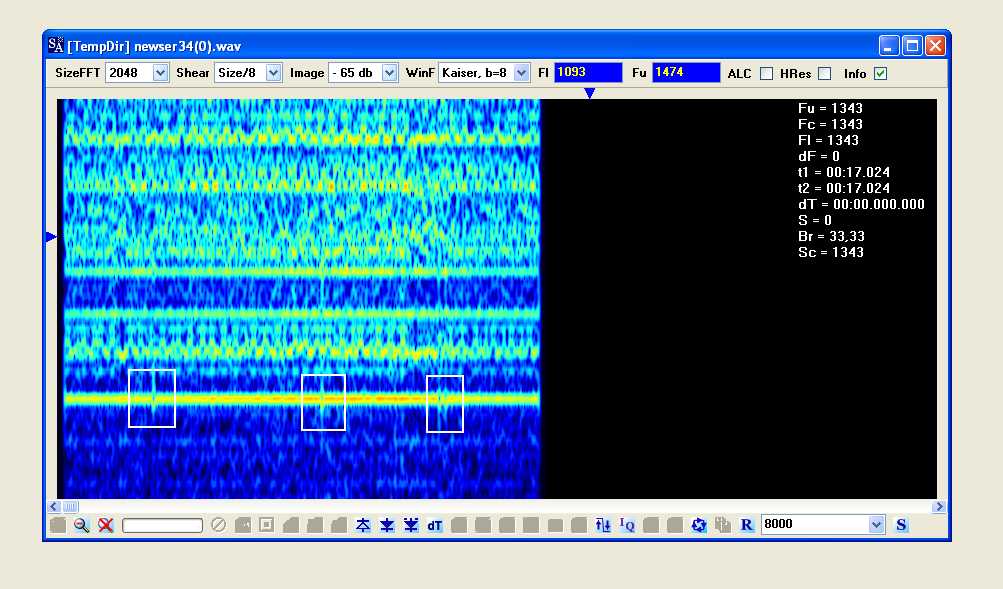 SA [TempDir] newser34(0).wav
SizeFFT 2048 Shear Size/8 Image - 65 db WinF Kaiser, b=8 Fl 1093 Fu 1474 ALC HRes Info
Fu = 1343
Fc = 1343
Fl = 1343
dF = 0
t1 = 00:17.024
t2 = 00:17.024
dT = 00:00.000.000
S = 0
Br = 33,33
Sc = 1343
dT IQ R 8000 S